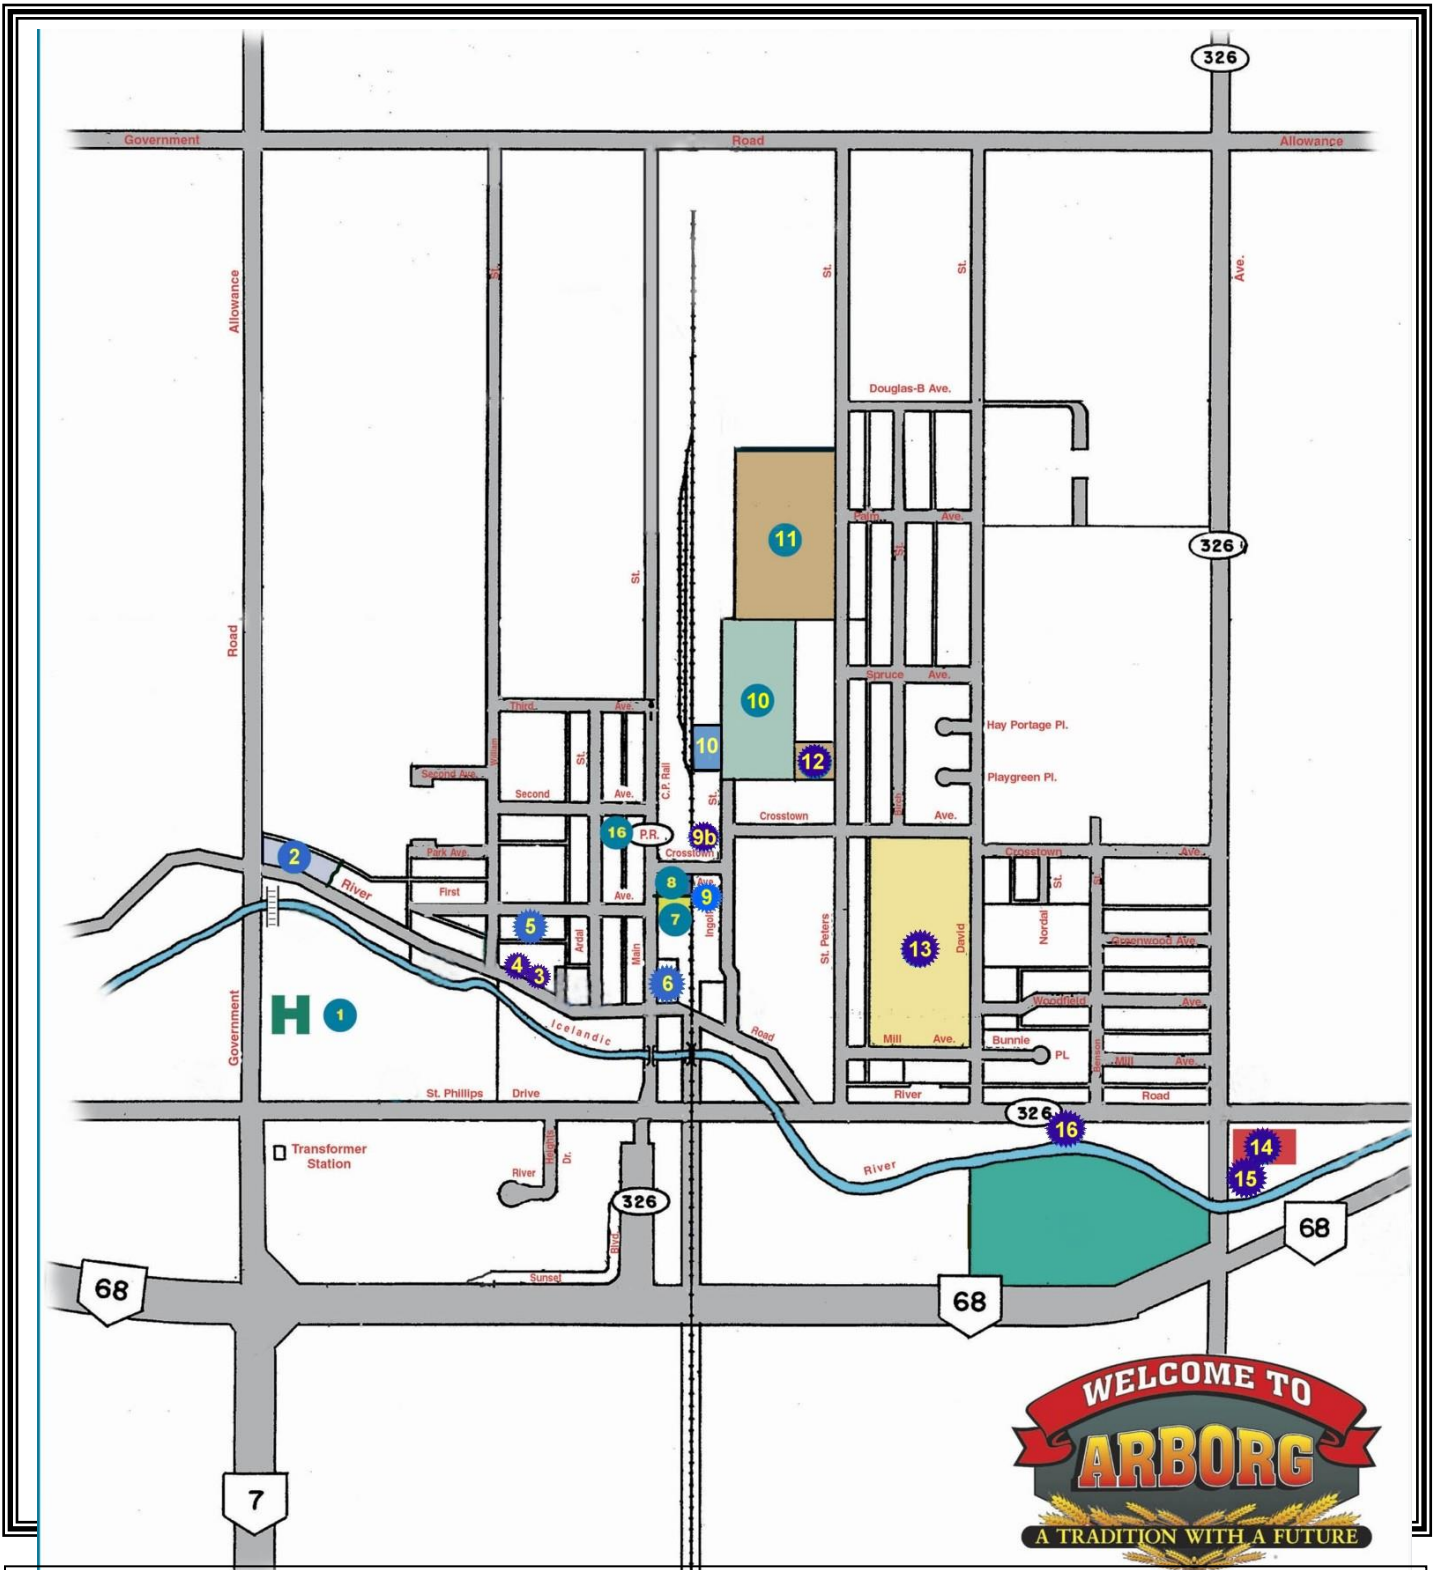 326
Government Road Allowance
Allowance
St.
St.
St.
Ave.
Douglas-B Ave.
Palm Ave.
St.
11
326
St.
Road
Spruce Ave.
10
Third Ave.
Hay Portage Pl.
William
St.
10
12
C.P. Rail
Second Ave.
Playgreen Pl.
Second Ave.
St.
Birch
Crosstown Ave.
16
P.R.
9b
2
Park Ave.
Crosstown
Ave.
Crosstown Ave.
River
First Ave.
8
9
7
St.
St.
5
Ardal
Main
Ingolf
St. Peters
13
David
Nordal
Greenwood Ave.
4
3
6
Woodfield Ave.
H
1
Government
Icelandic
Road
Mill Ave.
Bunnie
PL
Benson
Mill Ave.
St. Phillips Drive
River
Road
326
16
Transformer
Station
Heights
Dr.
River
River
14
15
326
68
Blvd.
Sunset
68
68
7
WELCOME TO
ARBORG
A TRADITION WITH A FUTURE